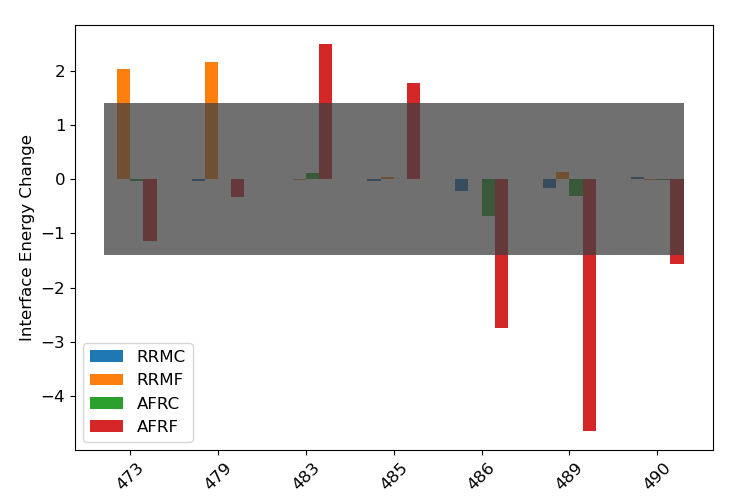 Interface Energy Change
2
1
0
−1
−2
−3
−4
RRMC
RRMF
AFRC
AFRF
473
479
483
485
486
489
490